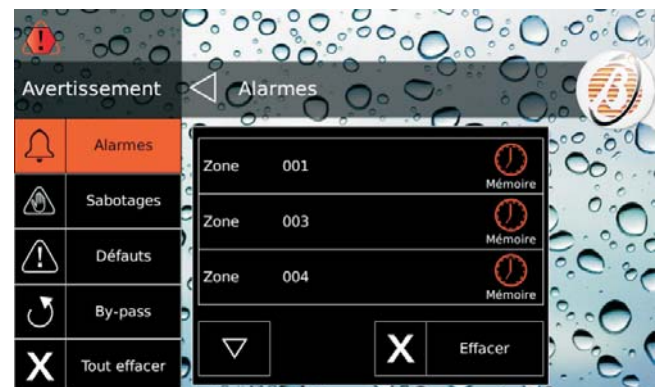 Avertissement
Alarmes
Alarmes
Sabotages
Défauts
By-pass
Tout effacer
Zone 001
Mémoire
Zone 003
Mémoire
Zone 004
Mémoire
Effacer